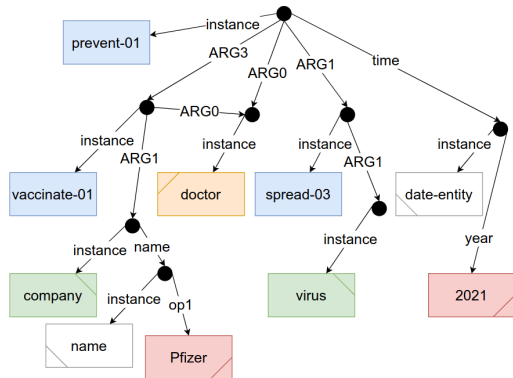 instance
prevent-01
ARG3
ARG0
ARG1
time
ARG0
instance
ARG1
instance
instance
ARG1
instance
vaccinate-01
doctor
spread-03
date-entity
instance
name
instance
year
company
instance
op1
virus
2021
name
Pfizer